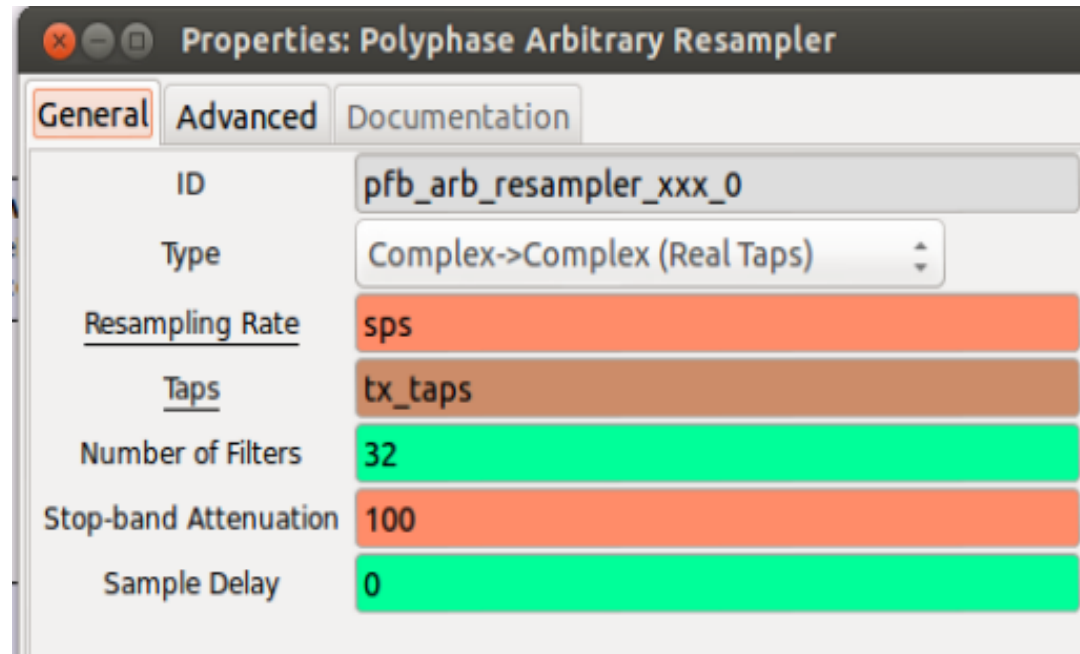 Properties: Polyphase Arbitrary Resampler
General Advanced Documentation
ID pfb_arb_resampler_xxx_0
Type Complex->Complex (Real Taps)
Resampling Rate sps
Taps tx_taps
Number of Filters 32
Stop-band Attenuation 100
Sample Delay 0